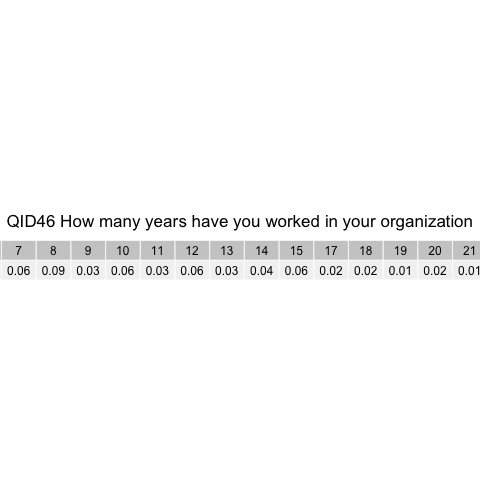 QID46 How many years have you worked in your organization
7 8 9 10 11 12 13 14 15 17 18 19 20 21
0.06 0.09 0.03 0.06 0.03 0.06 0.03 0.04 0.06 0.02 0.02 0.01 0.02 0.01